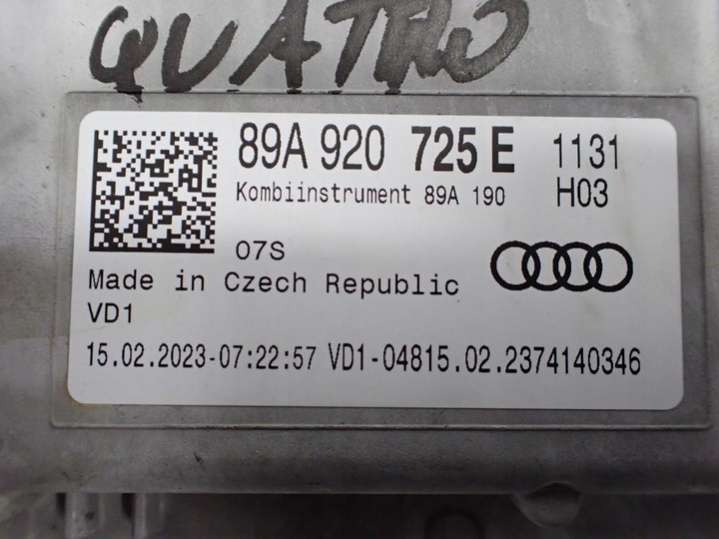 QUATRO
89A 920 725 E 1131
Kombiinstrument 89A 190 H03
07S
Made in Czech Republic
VD1
15.02.2023-07:22:57 VD1-04815.02.2374140346